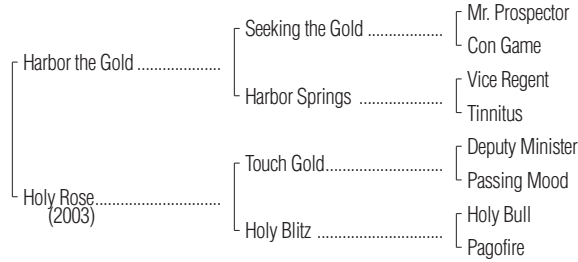 Mr. Prospector
Seeking the Gold ..................
Con Game
Harbor the Gold ....................
Vice Regent
Harbor Springs ....................
Tinnitus
Deputy Minister
Touch Gold............................
Passing Mood
Holy Rose..............................
(2003)
Holy Bull
Holy Blitz ..............................
Pagofire